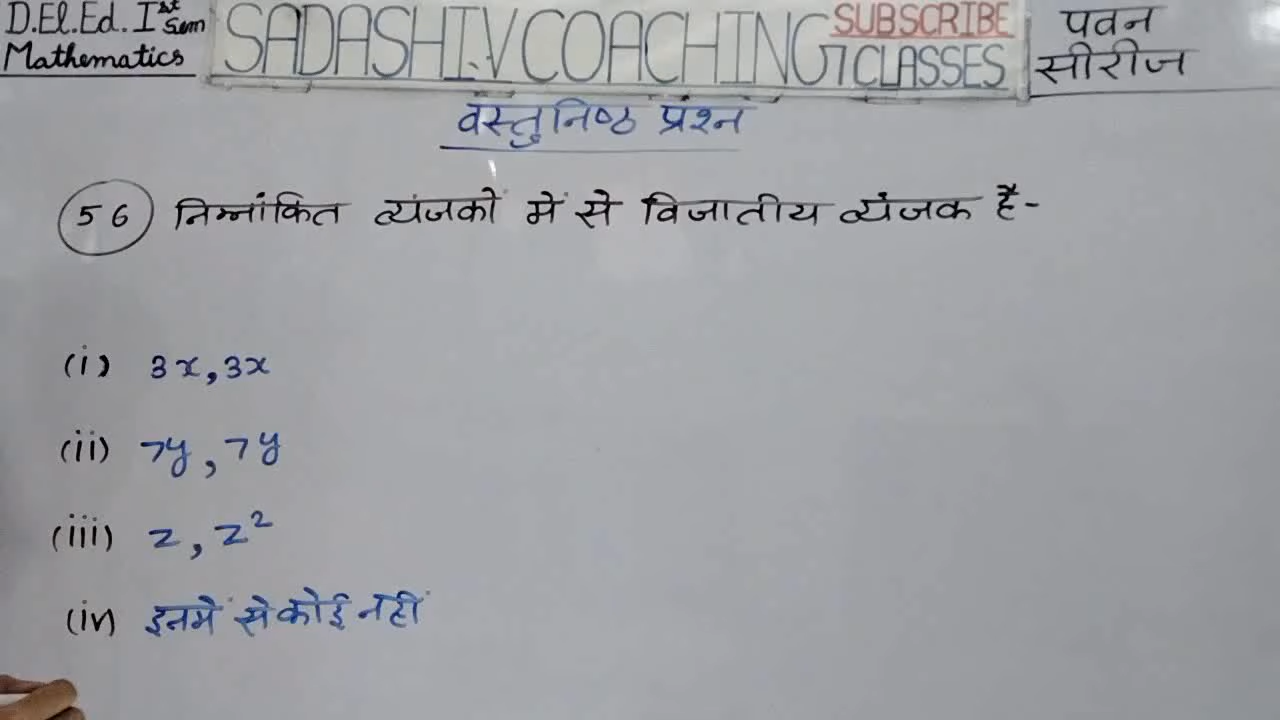 D.El.Ed. Ist Sem
Mathematics
SADASHIV COACHING
SUBSCRIBE
CLASSES
पवन
सीरीज
वस्तुनिष्ठ प्रश्न
56 निम्नांकित व्यंजकों में से विजातीय व्यंजक है-
(i) 3x, 3x
(ii) 7y, 7y
(iii) z, z²
(iv) इनमें से कोई नहीं